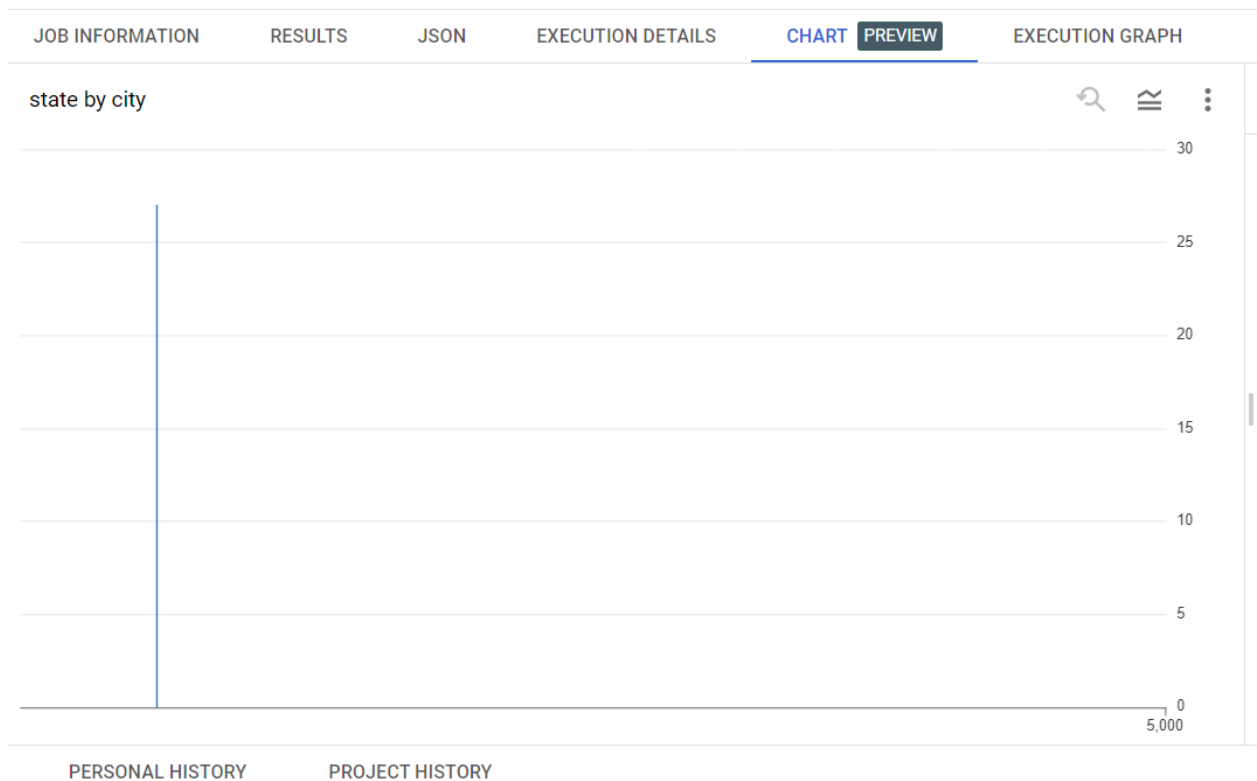 JOB INFORMATION RESULTS JSON EXECUTION DETAILS CHART PREVIEW EXECUTION GRAPH
state by city
30
25
20
15
10
5
0
5,000
PERSONAL HISTORY PROJECT HISTORY